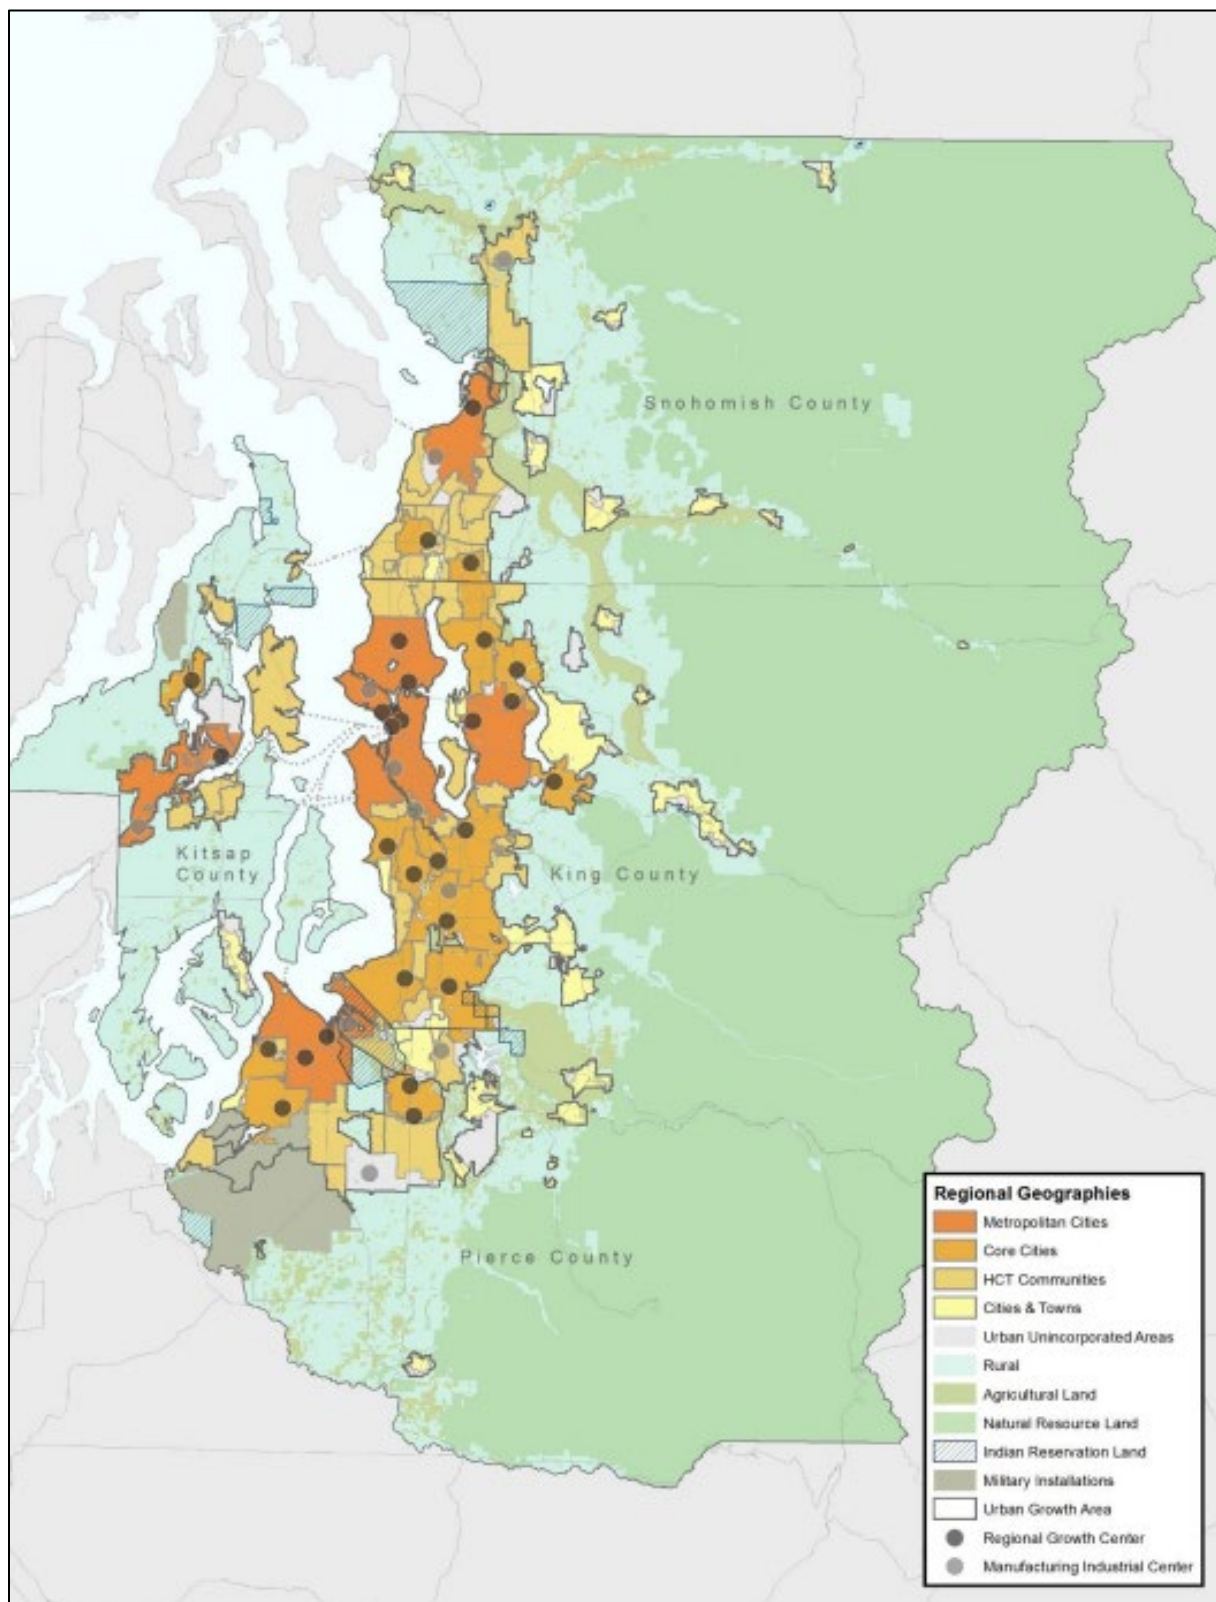 Snohomish County
Kitsap
County
King County
Pierce County
Regional Geographies
Metropolitan Cities
Core Cities
HCT Communities
Cities & Towns
Urban Unincorporated Areas
Rural
Agricultural Land
Natural Resource Land
Indian Reservation Land
Military Installations
Urban Growth Area
Regional Growth Center
Manufacturing Industrial Center